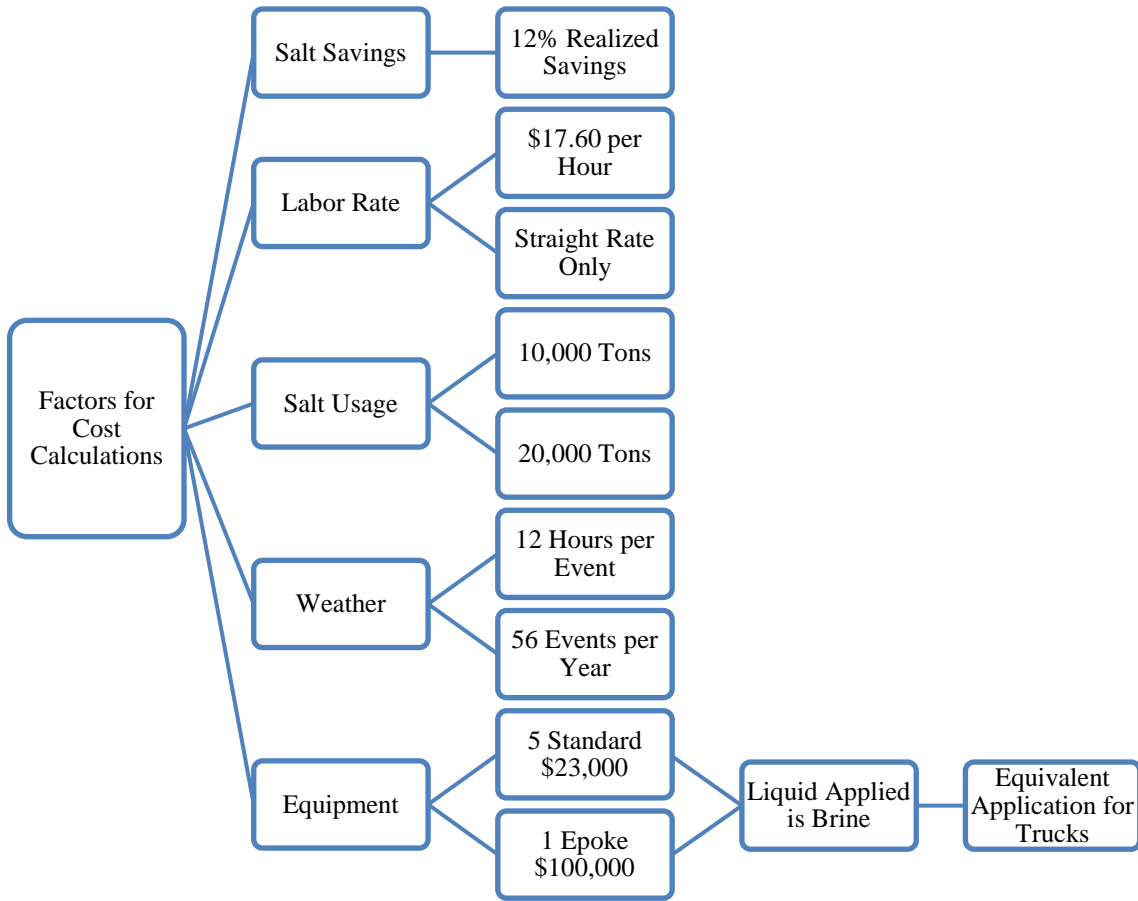 Factors for
Cost
Calculations
Salt Savings
12% Realized
Savings
Labor Rate
$17.60 per
Hour
Straight Rate
Only
Salt Usage
10,000 Tons
20,000 Tons
Weather
12 Hours per
Event
56 Events per
Year
Equipment
5 Standard
$23,000
1 Epoke
$100,000
Liquid Applied
is Brine
Equivalent
Application for
Trucks